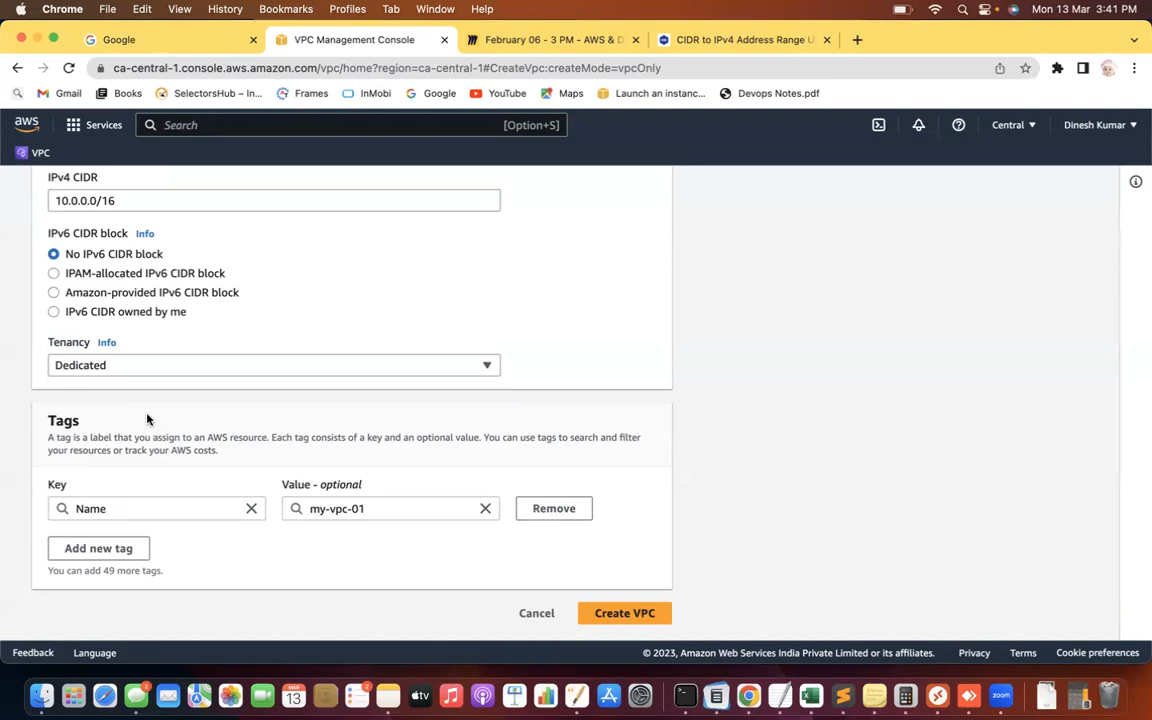 Chrome File Edit View History Bookmarks Profiles Tab Window Help Mon 13 Mar 3:41 PM
Google VPC Management Console February 06 - 3 PM - AWS & D CIDR to IPv4 Address Range U
ca-central-1.console.aws.amazon.com/vpc/home?region=ca-central-1#CreateVpc:createMode=vpcOnly
Gmail Books SelectorsHub – In... Frames InMobi Google YouTube Maps Launch an instanc... Devops Notes.pdf
aws Services Search [Option+S] Central Dinesh Kumar
VPC
IPv4 CIDR
10.0.0.0/16
IPv6 CIDR block Info
No IPv6 CIDR block
IPAM-allocated IPv6 CIDR block
Amazon-provided IPv6 CIDR block
IPv6 CIDR owned by me
Tenancy Info
Dedicated
Tags
A tag is a label that you assign to an AWS resource. Each tag consists of a key and an optional value. You can use tags to search and filter
your resources or track your AWS costs.
Key Value - optional
Name my-vpc-01 Remove
Add new tag
You can add 49 more tags.
Cancel Create VPC
Feedback Language © 2023, Amazon Web Services India Private Limited or its affiliates. Privacy Terms Cookie preferences
tv zoom